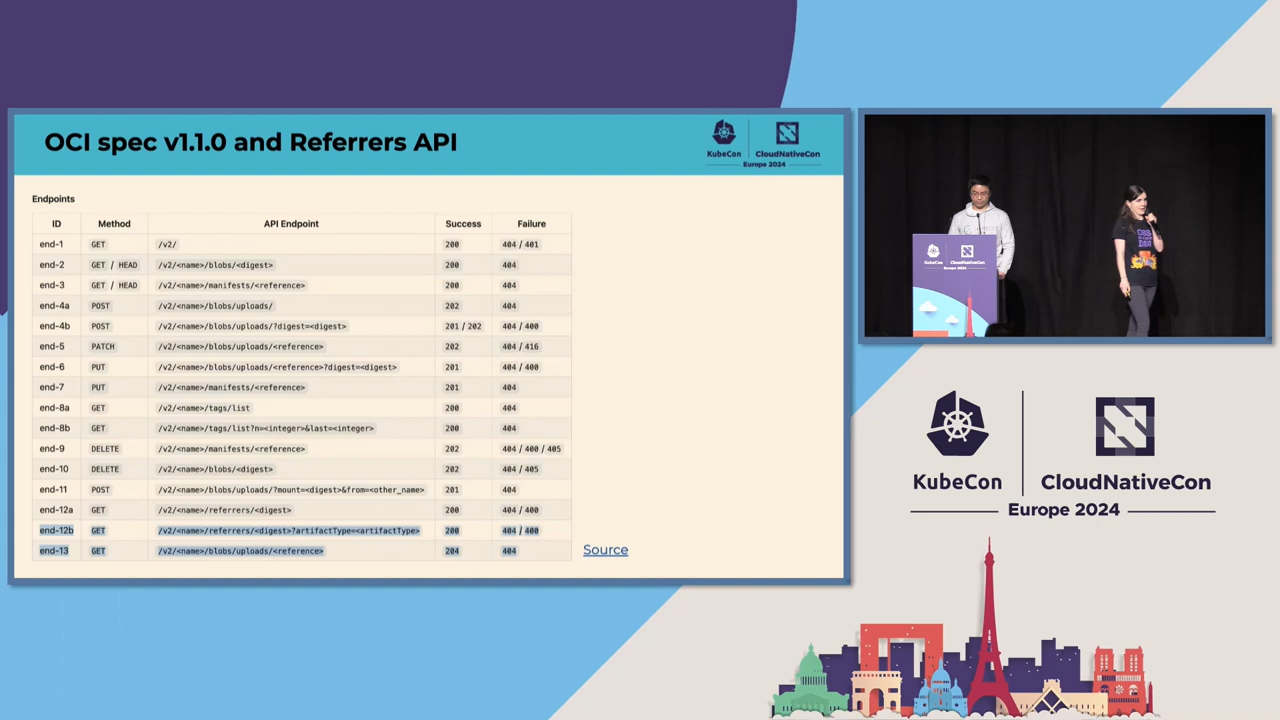 OCI spec v1.1.0 and Referrers API
KubeCon CloudNativeCon
Europe 2024
Endpoints
ID Method API Endpoint Success Failure
end-1 GET /v2/ 200 404 / 401
end-2 GET / HEAD /v2/<name>/blobs/<digest> 200 404
end-3 GET / HEAD /v2/<name>/manifests/<reference> 200 404
end-4a POST /v2/<name>/blobs/uploads/ 202 404
end-4b POST /v2/<name>/blobs/uploads/?digest=<digest> 201 / 202 404 / 400
end-5 PATCH /v2/<name>/blobs/uploads/<reference> 202 404 / 416
end-6 PUT /v2/<name>/blobs/uploads/<reference>?digest=<digest> 201 404 / 400
end-7 PUT /v2/<name>/manifests/<reference> 201 404
end-8a GET /v2/<name>/tags/list 200 404
end-8b GET /v2/<name>/tags/list?n=<integer>&last=<integer> 200 404
end-9 DELETE /v2/<name>/manifests/<reference> 202 404 / 400 / 405
end-10 DELETE /v2/<name>/blobs/<digest> 202 404 / 405
end-11 POST /v2/<name>/blobs/uploads/?mount=<digest>&from=<other_name> 201 404
end-12a GET /v2/<name>/referrers/<digest> 200 404 / 400
end-12b GET /v2/<name>/referrers/<digest>?artifactType=<artifactType> 200 404 / 400
end-13 GET /v2/<name>/blobs/uploads/<reference> 204 404
Source
KubeCon CloudNativeCon
Europe 2024
KubeCon CloudNativeCon
Europe 2024